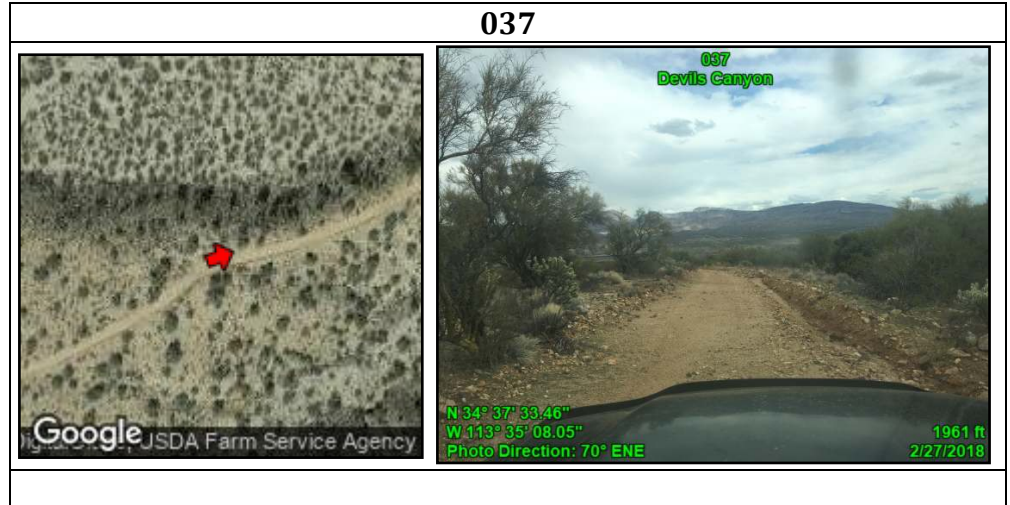 037
Google
USDA Farm Service Agency
037
Devils Canyon
N 34° 37' 33.46"
W 113° 35' 08.05"
Photo Direction: 70° ENE
1961 ft
2/27/2018